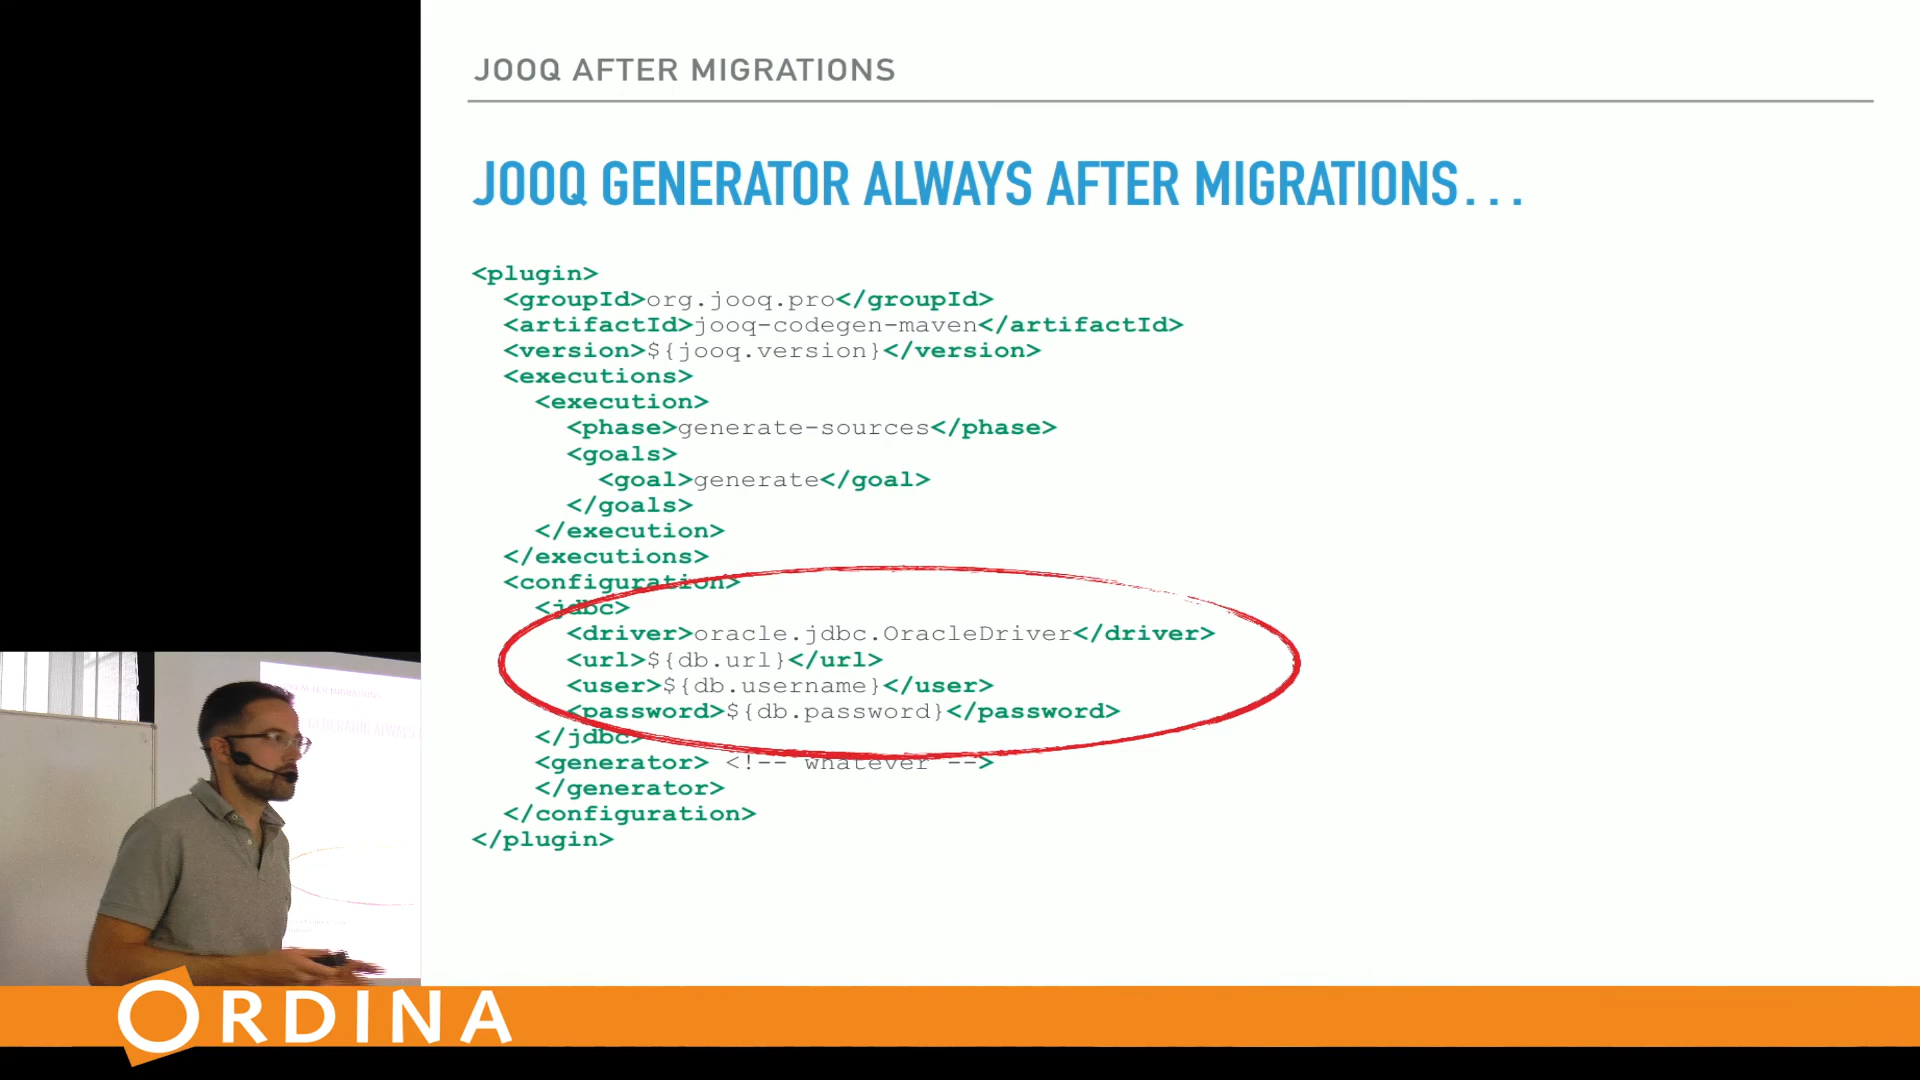 JOOQ AFTER MIGRATIONS
JOOQ GENERATOR ALWAYS AFTER MIGRATIONS...
<plugin>
<groupId>org.jooq.pro</groupId>
<artifactId>jooq-codegen-maven</artifactId>
<version>${jooq.version}</version>
<executions>
<execution>
<phase>generate-sources</phase>
<goals>
<goal>generate</goal>
</goals>
</execution>
</executions>
<configuration>
<jdbc>
<driver>oracle.jdbc.OracleDriver</driver>
<url>${db.url}</url>
<user>${db.username}</user>
<password>${db.password}</password>
</jdbc>
<generator> <!-- whatever -->
</generator>
</configuration>
</plugin>
ORDINA